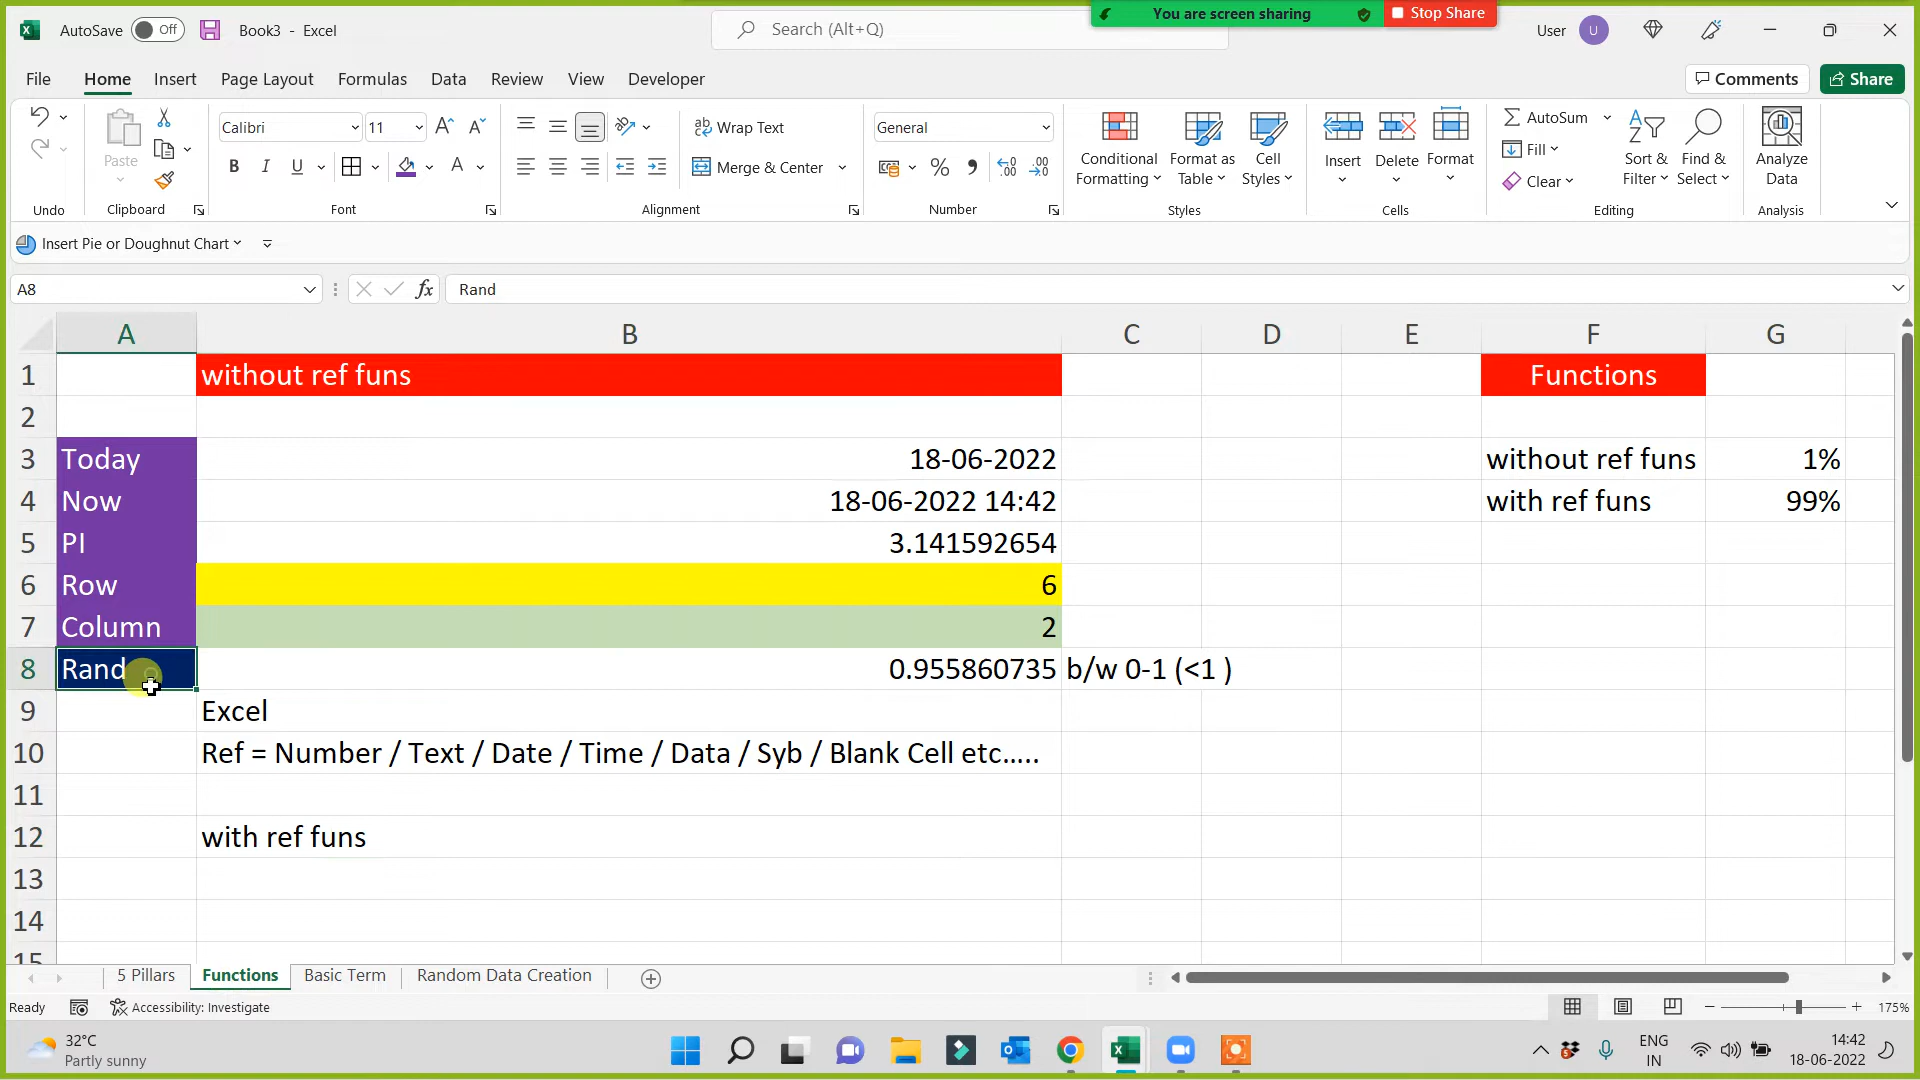 You are screen sharing
Stop Share
AutoSave
Off
Book3 - Excel
Search (Alt+Q)
User
U
File
Home
Insert
Page Layout
Formulas
Data
Review
View
Developer
Comments
Share
Paste
Calibri
11
B
I
U
Wrap Text
Merge & Center
General
Conditional
Formatting
Format as
Table
Cell
Styles
Insert
Delete
Format
AutoSum
Fill
Clear
Sort &
Filter
Find &
Select
Analyze
Data
Undo
Clipboard
Font
Alignment
Number
Styles
Cells
Editing
Analysis
Insert Pie or Doughnut Chart
A8
fx
Rand
A B C D E F G
1 without ref funs Functions
2
3 Today 18-06-2022 without ref funs 1%
4 Now 18-06-2022 14:42 with ref funs 99%
5 PI 3.141592654
6 Row 6
7 Column 2
8 Rand 0.955860735 b/w 0-1 (<1 )
9 Excel
10 Ref = Number / Text / Date / Time / Data / Syb / Blank Cell etc.....
11
12 with ref funs
13
14
15
5 Pillars
Functions
Basic Term
Random Data Creation
Ready
Accessibility: Investigate
175%
32°C
Partly sunny
ENG
IN
14:42
18-06-2022